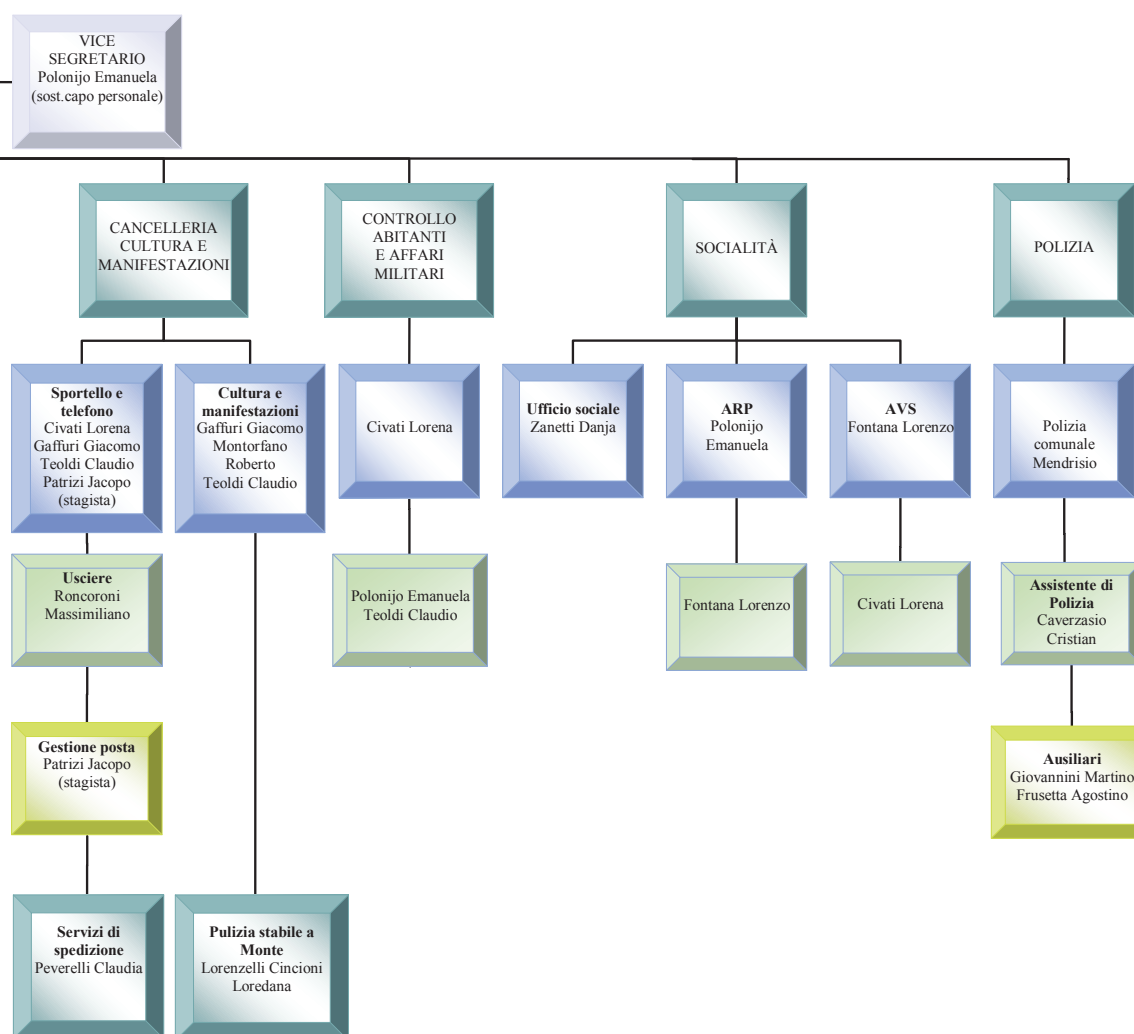 VICE
SEGRETARIO
Polonijo Emanuela
(sost.capo personale)
CANCELLERIA
CULTURA E
MANIFESTAZIONI
CONTROLLO
ABITANTI
E AFFARI
MILITARI
SOCIALITÀ
POLIZIA
Sportello e
telefono
Civati Lorena
Gaffuri Giacomo
Teoldi Claudio
Patrizi Jacopo
(stagista)
Cultura e
manifestazioni
Gaffuri Giacomo
Montorfano
Roberto
Teoldi Claudio
Civati Lorena
Ufficio sociale
Zanetti Danja
ARP
Polonijo
Emanuela
AVS
Fontana Lorenzo
Polizia
comunale
Mendrisio
Usciere
Roncoroni
Massimiliano
Polonijo Emanuela
Teoldi Claudio
Fontana Lorenzo
Civati Lorena
Assistente di
Polizia
Caverzasio
Cristian
Gestione posta
Patrizi Jacopo
(stagista)
Ausiliari
Giovannini Martino
Frusetta Agostino
Servizi di
spedizione
Peverelli Claudia
Pulizia stabile a
Monte
Lorenzelli Cincioni
Loredana